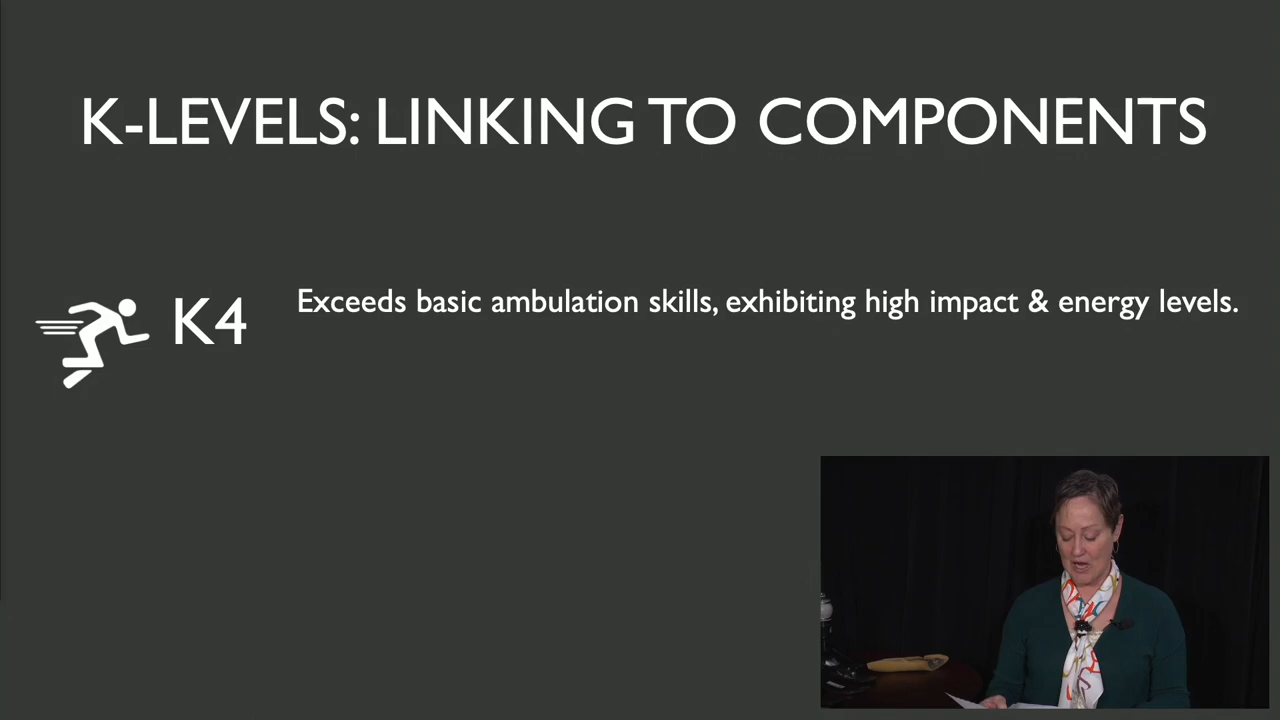 K-LEVELS: LINKING TO COMPONENTS
K4
Exceeds basic ambulation skills, exhibiting high impact & energy levels.